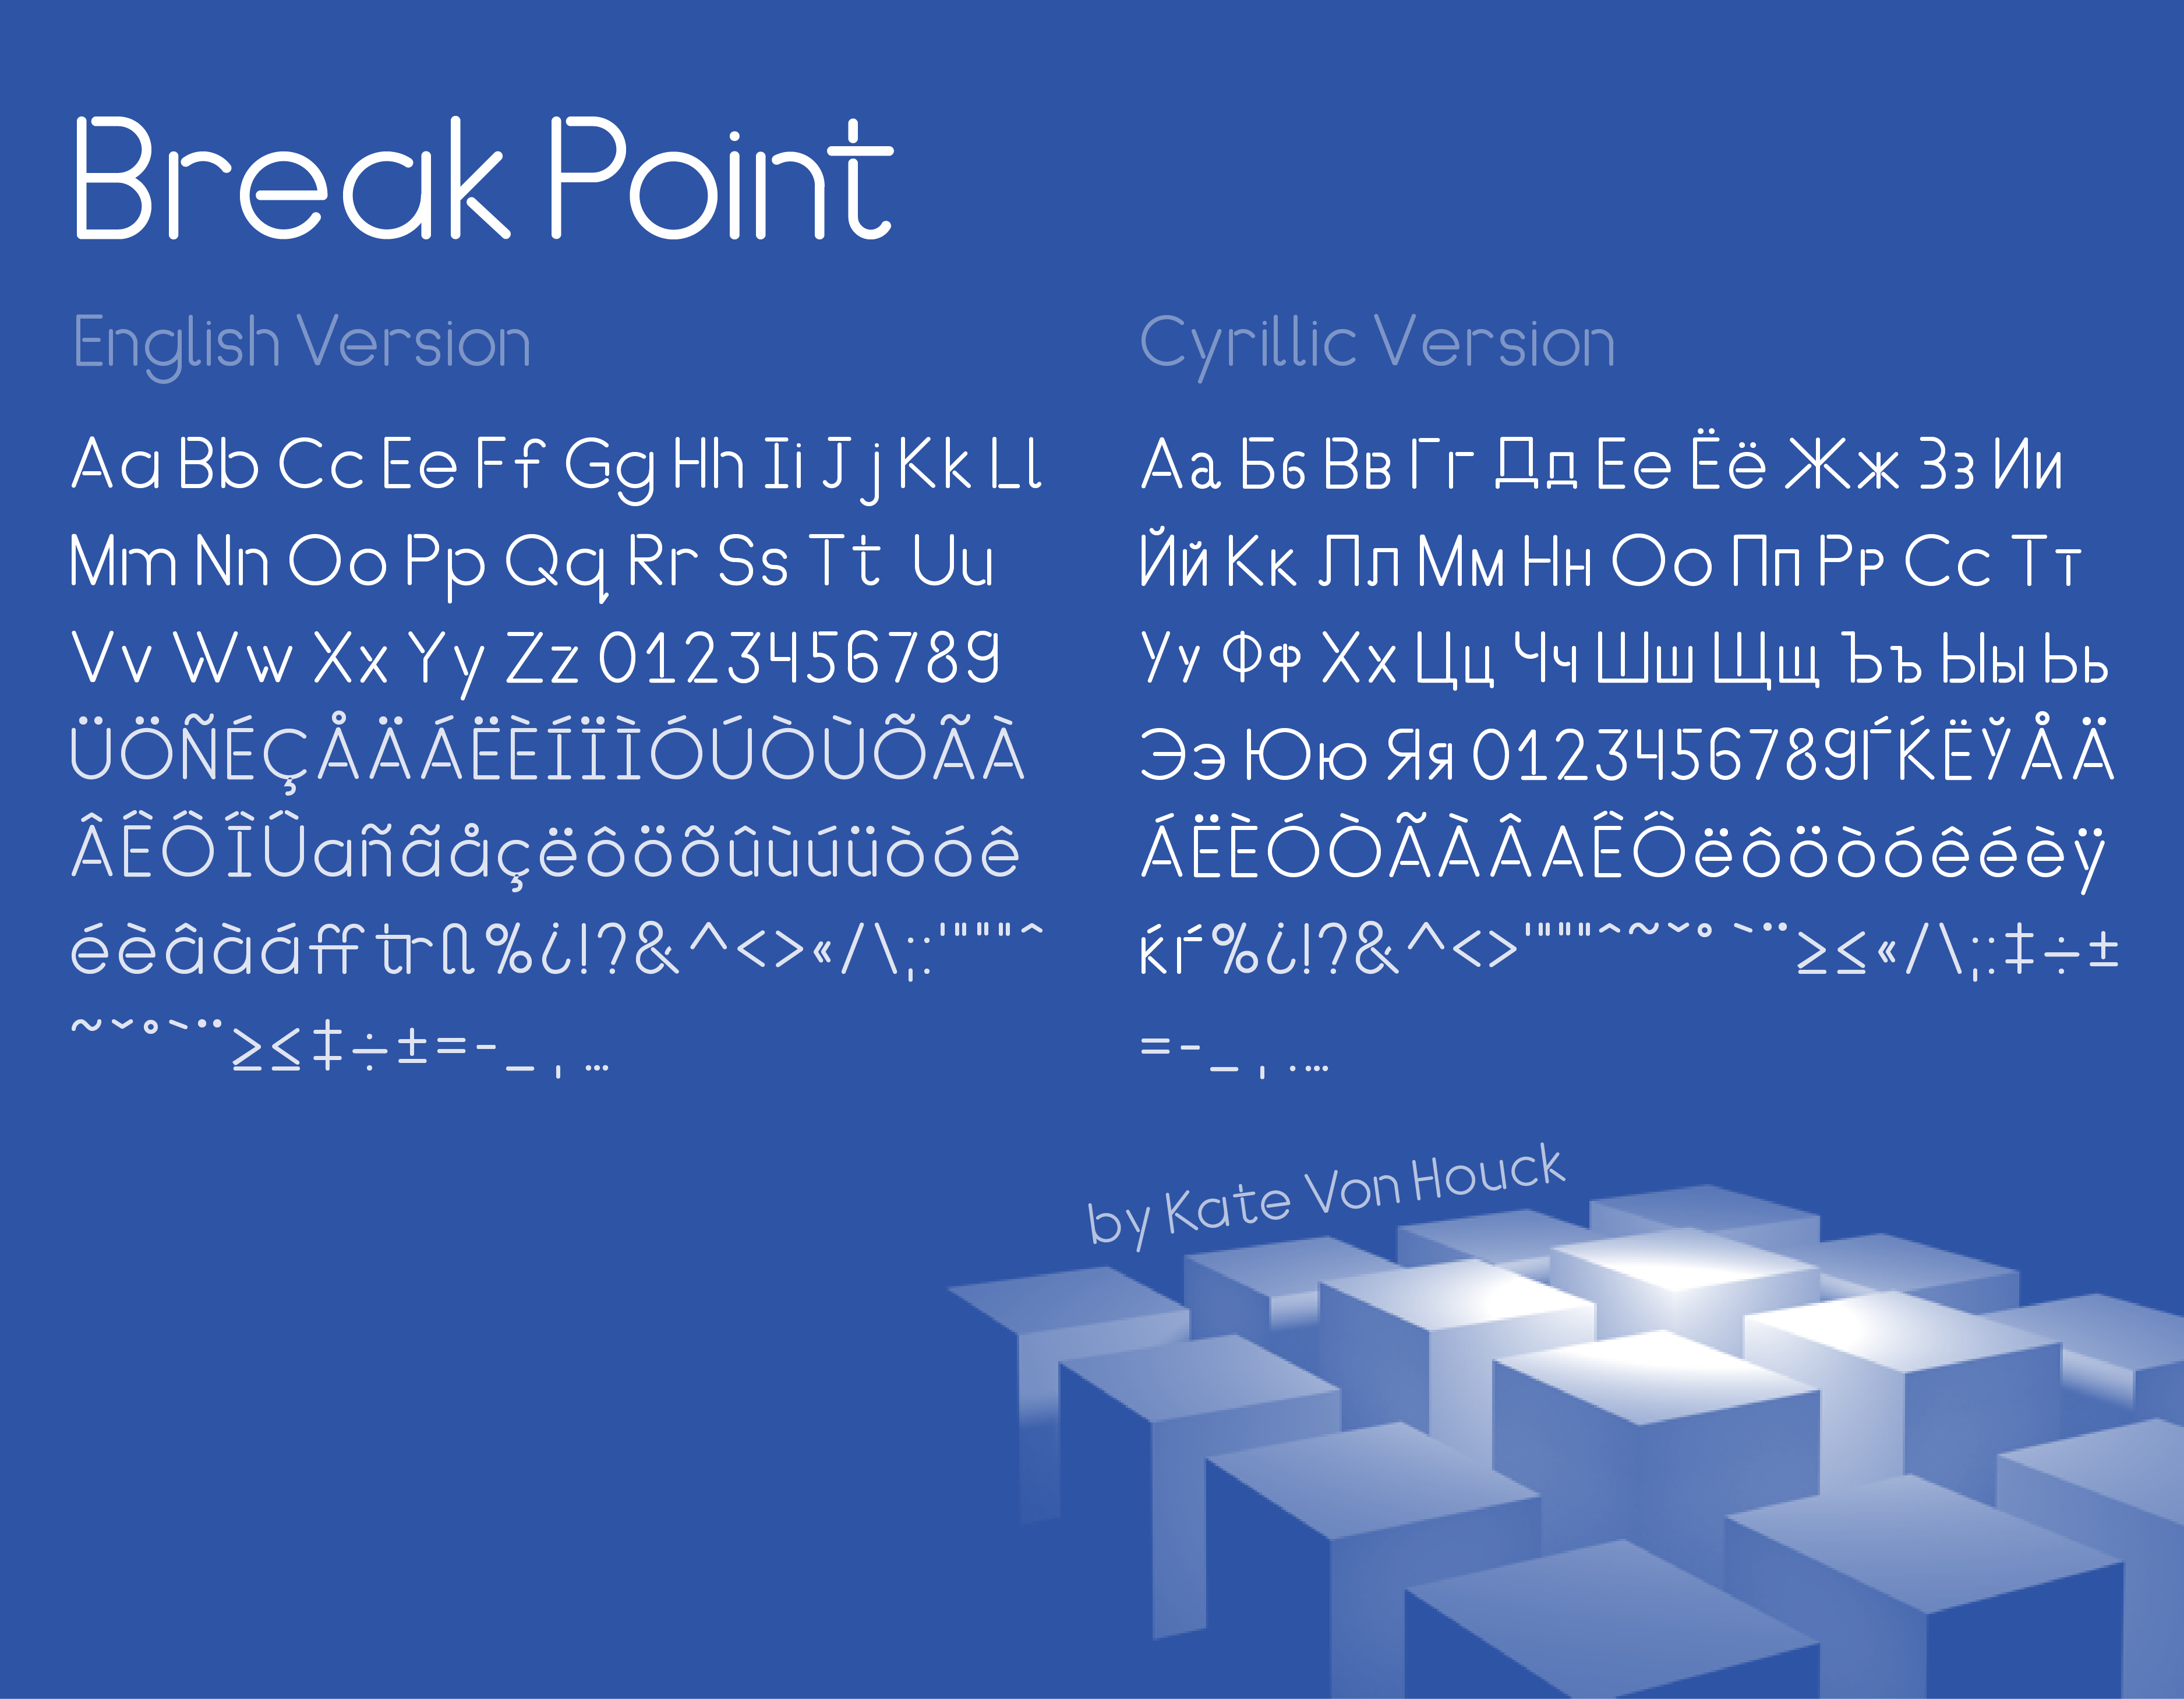 Break Point
English Version
Aa Bb Cc Ee Ff Gg Hh Ii Jj Kk Ll
Mm Nn Oo Pp Qq Rr Ss Tt Uu
Vv Ww Xx Yy Zz 0123456789
ÜÖÑÉÇÅÄÁËÈÍÏÌÓÚÒÙÕÃÀ
ÂÊÔÎÛañãåçëôöõûùúüòóê
éèâàá%¿!?&^<>«/\;:'"""^
~ˇ°`¨≥≤‡÷±=-_ , …
Cyrillic Version
Аа Бб Вв Гг Дд Ее Ёё Жж Зз Ии
Йй Кк Лл Мм Нн Оо Пп Рр Сс Тт
Уу Фф Хх Цц Чч Шш Щщ Ъъ Ыы Ьь
Ээ Юю Яя 0123456789ЃЌЁЎÅÄ
ÁËÈÓÒÃÀÂAÊÔëôöòóêéèÿ
ќѓ%¿!?&^<>'"""^~ˇ° `¨≥≤«/\;:‡÷±
=-_ , .…
by Kate Von Houck